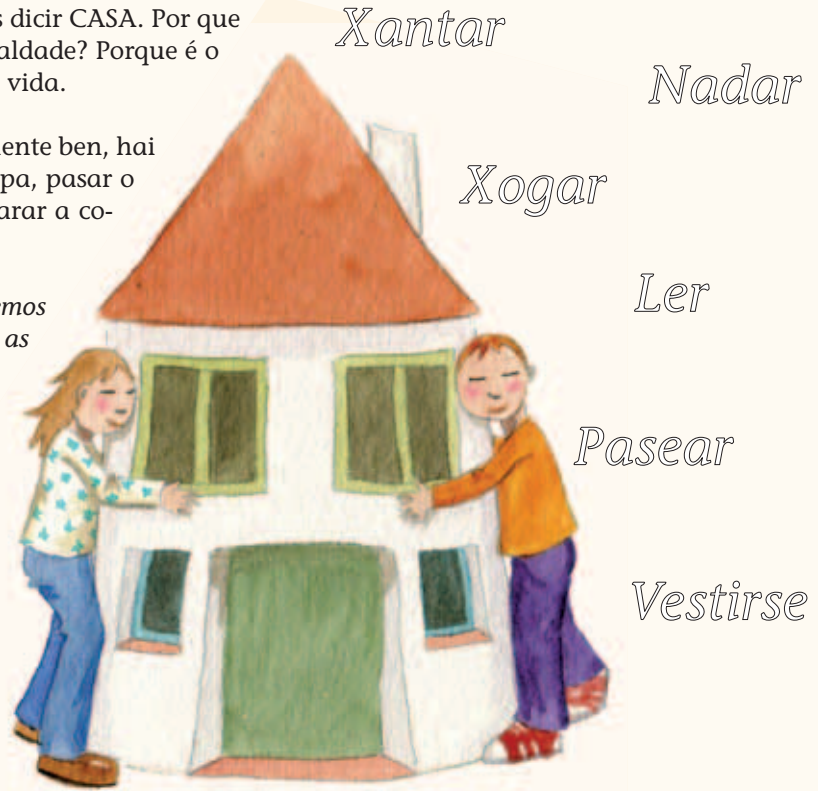 s dicir CASA. Por que
aldade? Porque é o
vida.
ente ben, hai
pa, pasar o
arar a co-
emos
as
Xantar
Nadar
Xogar
Ler
Pasear
Vestirse